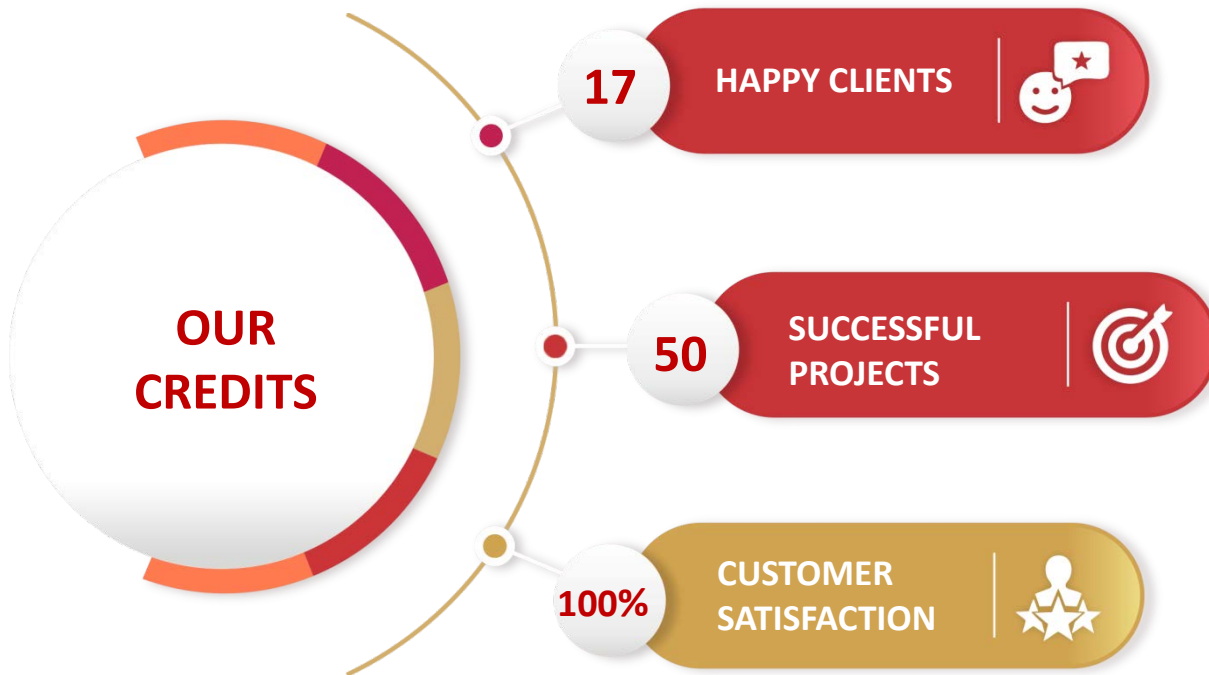 OUR
CREDITS
17
HAPPY CLIENTS
50
SUCCESSFUL
PROJECTS
100%
CUSTOMER
SATISFACTION